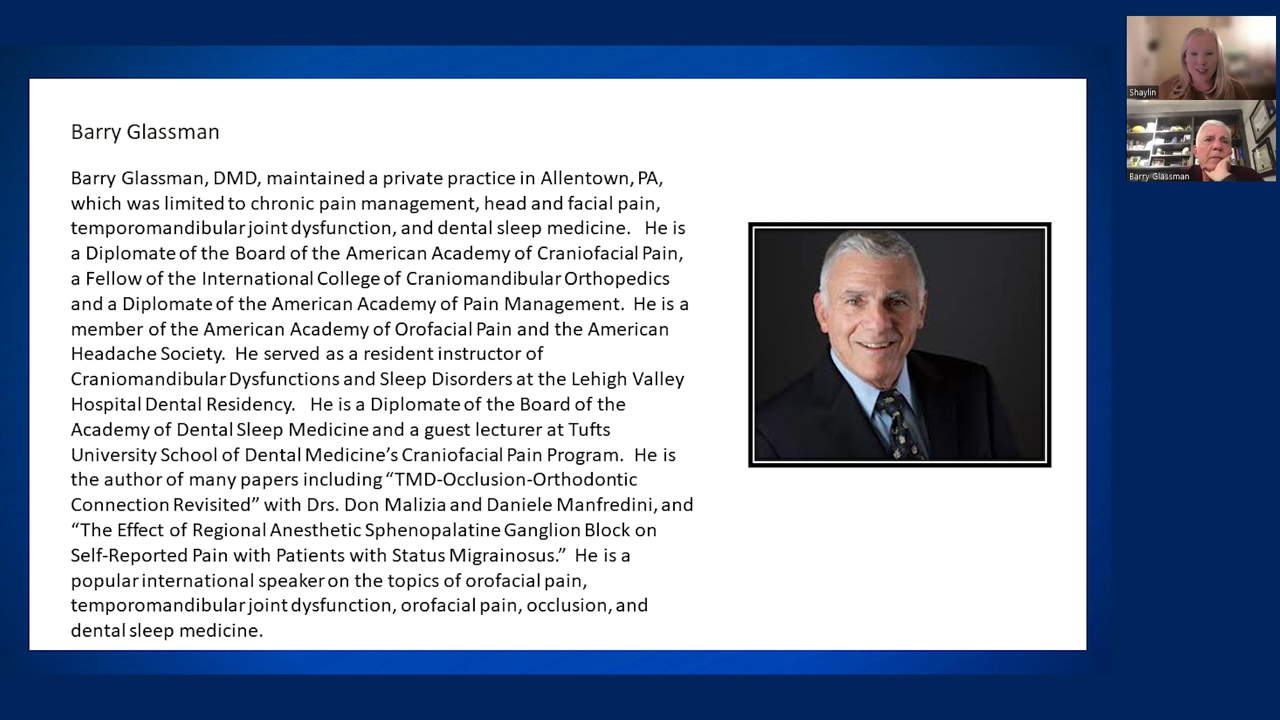 Barry Glassman
Barry Glassman, DMD, maintained a private practice in Allentown, PA,
which was limited to chronic pain management, head and facial pain,
temporomandibular joint dysfunction, and dental sleep medicine. He is
a Diplomate of the Board of the American Academy of Craniofacial Pain,
a Fellow of the International College of Craniomandibular Orthopedics
and a Diplomate of the American Academy of Pain Management. He is a
member of the American Academy of Orofacial Pain and the American
Headache Society. He served as a resident instructor of
Craniomandibular Dysfunctions and Sleep Disorders at the Lehigh Valley
Hospital Dental Residency. He is a Diplomate of the Board of the
Academy of Dental Sleep Medicine and a guest lecturer at Tufts
University School of Dental Medicine’s Craniofacial Pain Program. He is
the author of many papers including “TMD-Occlusion-Orthodontic
Connection Revisited” with Drs. Don Malizia and Daniele Manfredini, and
“The Effect of Regional Anesthetic Sphenopalatine Ganglion Block on
Self-Reported Pain with Patients with Status Migrainosus.” He is a
popular international speaker on the topics of orofacial pain,
temporomandibular joint dysfunction, orofacial pain, occlusion, and
dental sleep medicine.
Shaylin
Barry Glassman